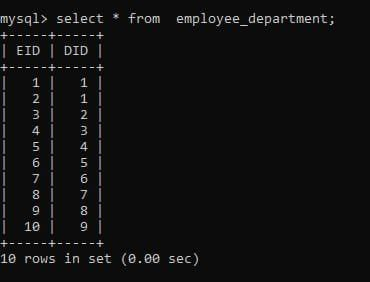 mysql> select * from  employee_department;
+-----+-----+
| EID | DID |
+-----+-----+
|   1 |   1 |
|   2 |   1 |
|   3 |   2 |
|   4 |   3 |
|   5 |   4 |
|   6 |   5 |
|   7 |   6 |
|   8 |   7 |
|   9 |   8 |
|  10 |   9 |
+-----+-----+
10 rows in set (0.00 sec)